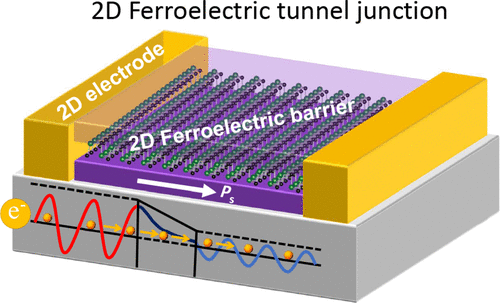 2D Ferroelectric tunnel junction
2D electrode
2D Ferroelectric barrier
Ps
e-